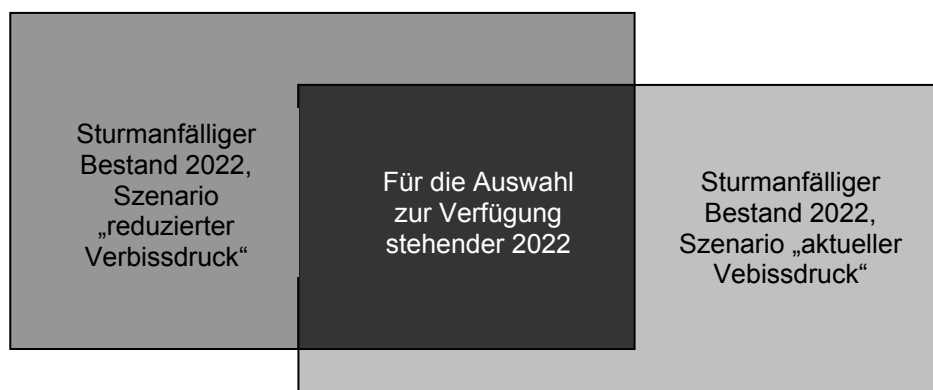 Sturmanfälliger
Bestand 2022,
Szenario
„reduzierter
Verbissdruck“
Für die Auswahl
zur Verfügung
stehender 2022
Sturmanfälliger
Bestand 2022,
Szenario „aktueller
Vebissdruck“